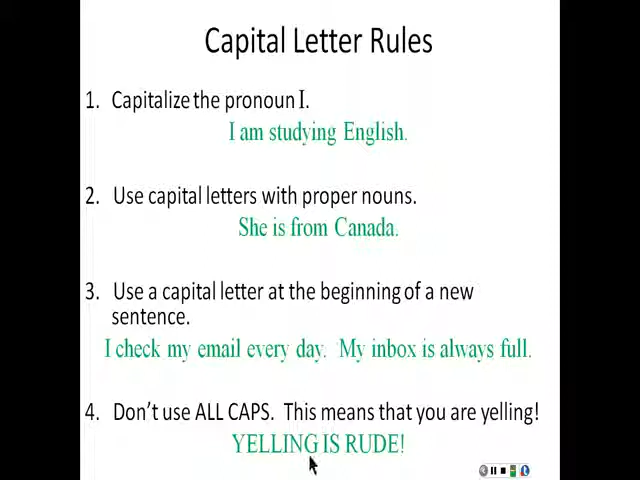 Capital Letter Rules
1. Capitalize the pronoun I.
I am studying English.
2. Use capital letters with proper nouns.
She is from Canada.
3. Use a capital letter at the beginning of a new
sentence.
I check my email every day. My inbox is always full.
4. Don't use ALL CAPS. This means that you are yelling!
YELLING IS RUDE!